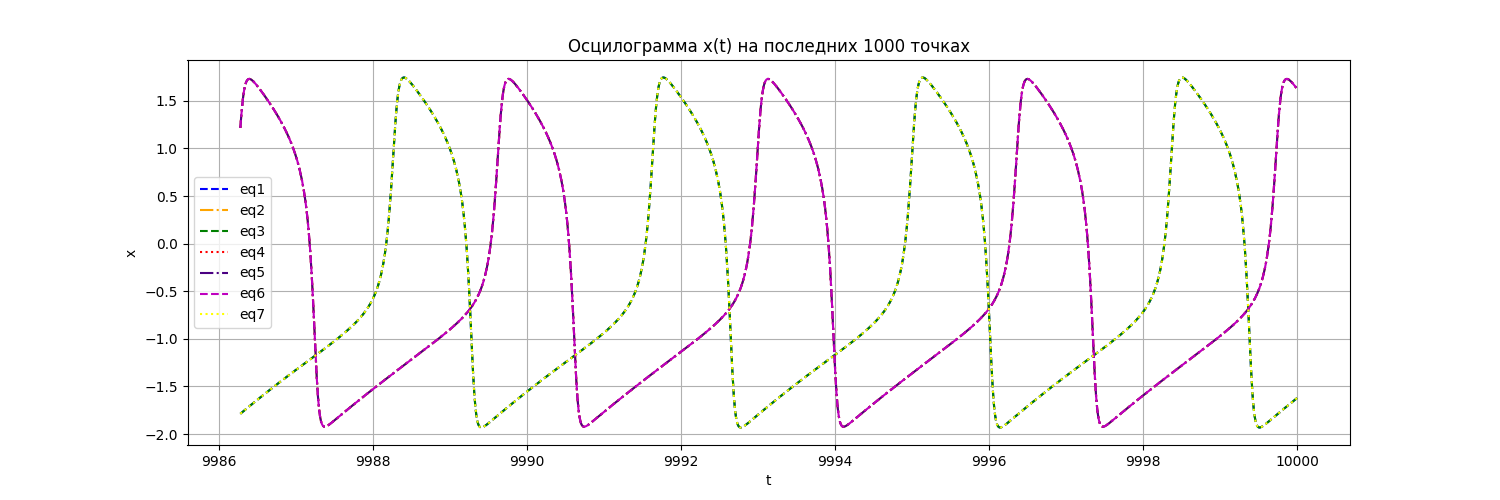 Осцилограмма x(t) на последних 1000 точках
1.5
1.0
0.5
0.0
−0.5
−1.0
−1.5
−2.0
x
eq1
eq2
eq3
eq4
eq5
eq6
eq7
9986
9988
9990
9992
9994
9996
9998
10000
t